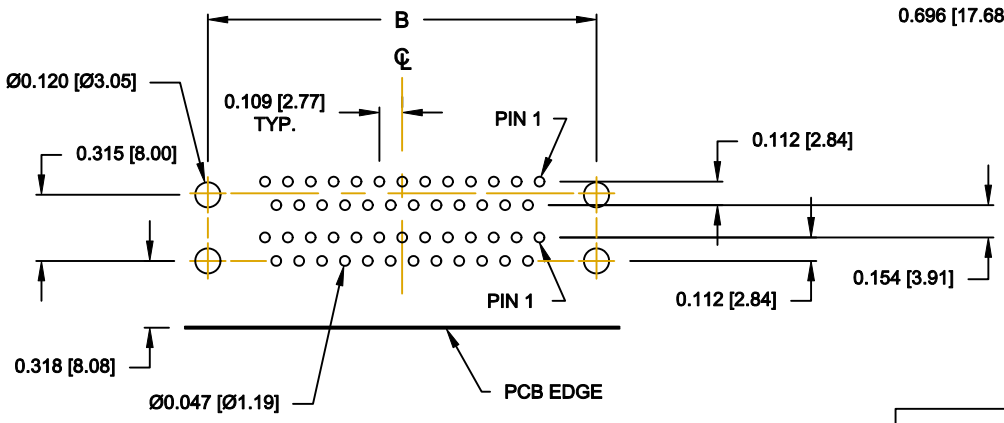 B
0.696 [17.68
℄
Ø0.120 [Ø3.05]
0.109 [2.77]
TYP.
PIN 1
0.112 [2.84]
0.315 [8.00]
0.154 [3.91]
PIN 1
0.112 [2.84]
0.318 [8.08]
PCB EDGE
Ø0.047 [Ø1.19]